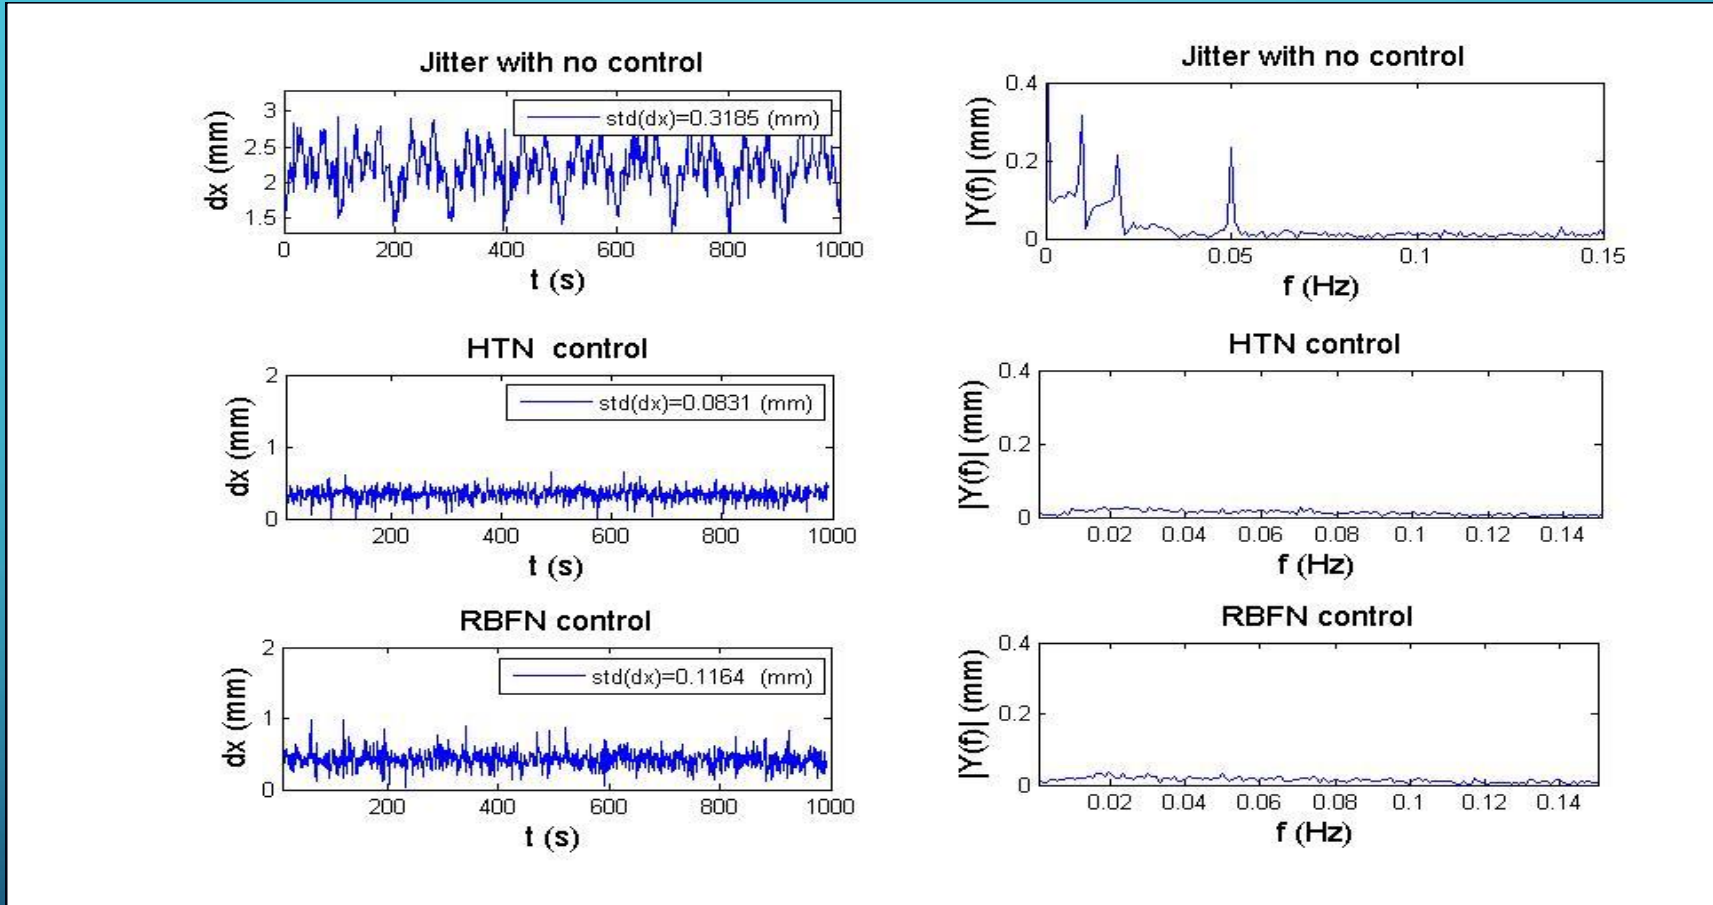 Jitter with no control
dx (mm)
3
2.5
2
1.5
std(dx)=0.3185 (mm)
0 200 400 600 800 1000
t (s)
Jitter with no control
|Y(f)| (mm)
0.4
0.2
0
0 0.05 0.1 0.15
f (Hz)
HTN control
dx (mm)
2
1
0
std(dx)=0.0831 (mm)
200 400 600 800 1000
t (s)
HTN control
|Y(f)| (mm)
0.4
0.2
0
0.02 0.04 0.06 0.08 0.1 0.12 0.14
f (Hz)
RBFN control
dx (mm)
2
1
0
std(dx)=0.1164 (mm)
200 400 600 800 1000
t (s)
RBFN control
|Y(f)| (mm)
0.4
0.2
0
0.02 0.04 0.06 0.08 0.1 0.12 0.14
f (Hz)